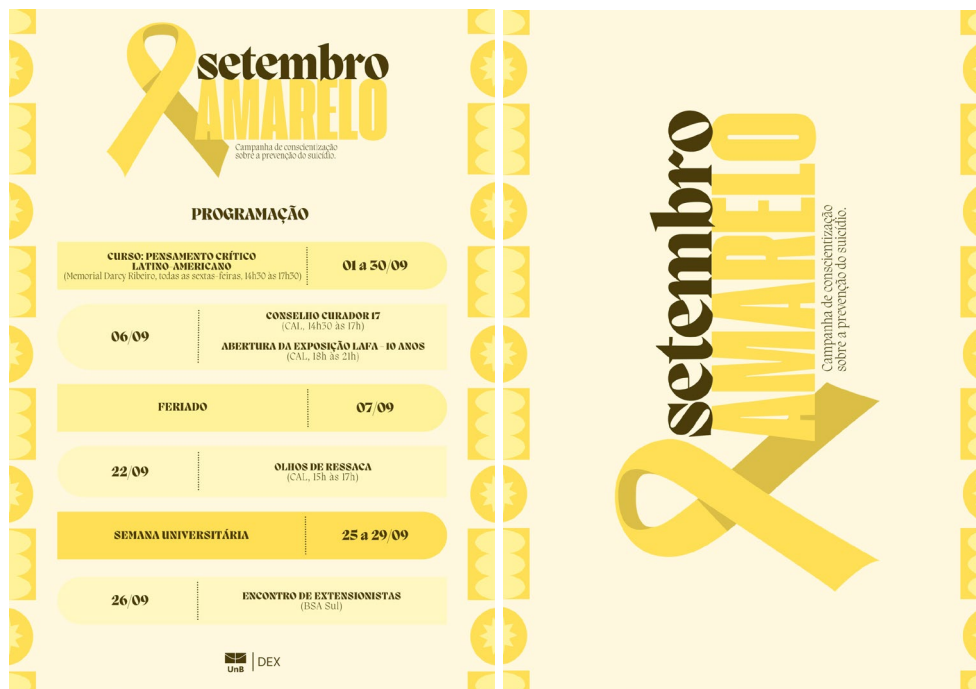 setembro
AMARELO
Campanha de conscientização
sobre a prevenção do suicídio.
PROGRAMAÇÃO
CURSO: PENSAMENTO CRÍTICO
LATINO-AMERICANO
(Memorial Darcy Ribeiro, todas as sextas-feiras, 14h30 às 17h30)
01 a 30/09
06/09
CONSELHO CURADOR 17
(CAL, 14h30 às 17h)
ABERTURA DA EXPOSIÇÃO LAFA - 10 ANOS
(CAL, 18h às 21h)
FERIADO
07/09
22/09
OLHOS DE RESSACA
(CAL, 15h às 17h)
SEMANA UNIVERSITÁRIA
25 a 29/09
26/09
ENCONTRO DE EXTENSIONISTAS
(BSA Sul)
UnB
DEX
setembro
AMARELO
Campanha de conscientização
sobre a prevenção do suicídio.